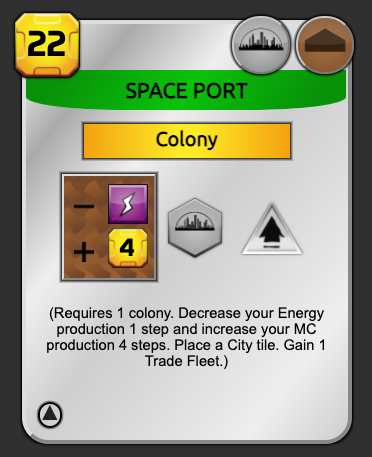 22
SPACE PORT
Colony
−
+ 4
(Requires 1 colony. Decrease your Energy
production 1 step and increase your MC
production 4 steps. Place a City tile. Gain 1
Trade Fleet.)